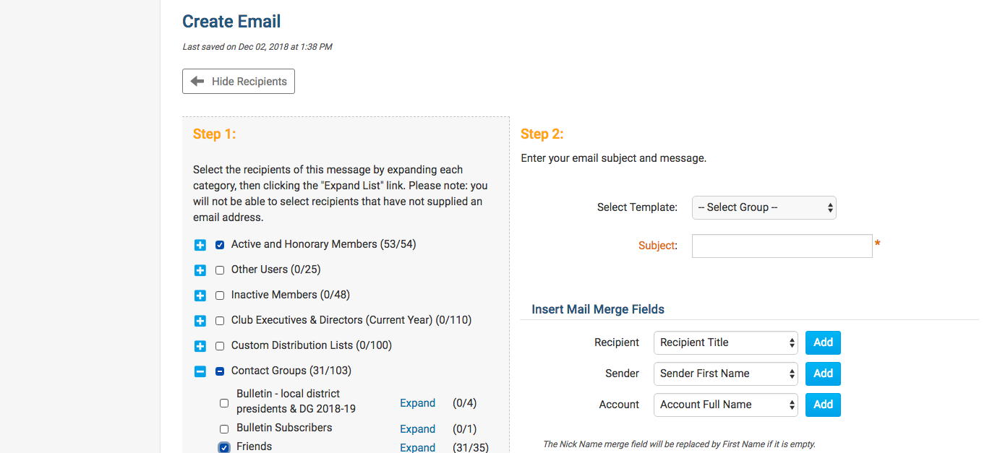 Create Email
Last saved on Dec 02, 2018 at 1:38 PM
Hide Recipients
Step 1:
Select the recipients of this message by expanding each
category, then clicking the "Expand List" link. Please note: you
will not be able to select recipients that have not supplied an
email address.
Active and Honorary Members (53/54)
Other Users (0/25)
Inactive Members (0/48)
Club Executives & Directors (Current Year) (0/110)
Custom Distribution Lists (0/100)
Contact Groups (31/103)
Bulletin - local district
presidents & DG 2018-19 Expand (0/4)
Bulletin Subscribers Expand (0/1)
Friends Expand (31/35)
Step 2:
Enter your email subject and message.
Select Template: -- Select Group --
Subject: *
Insert Mail Merge Fields
Recipient Recipient Title Add
Sender Sender First Name Add
Account Account Full Name Add
The Nick Name merge field will be replaced by First Name if it is empty.